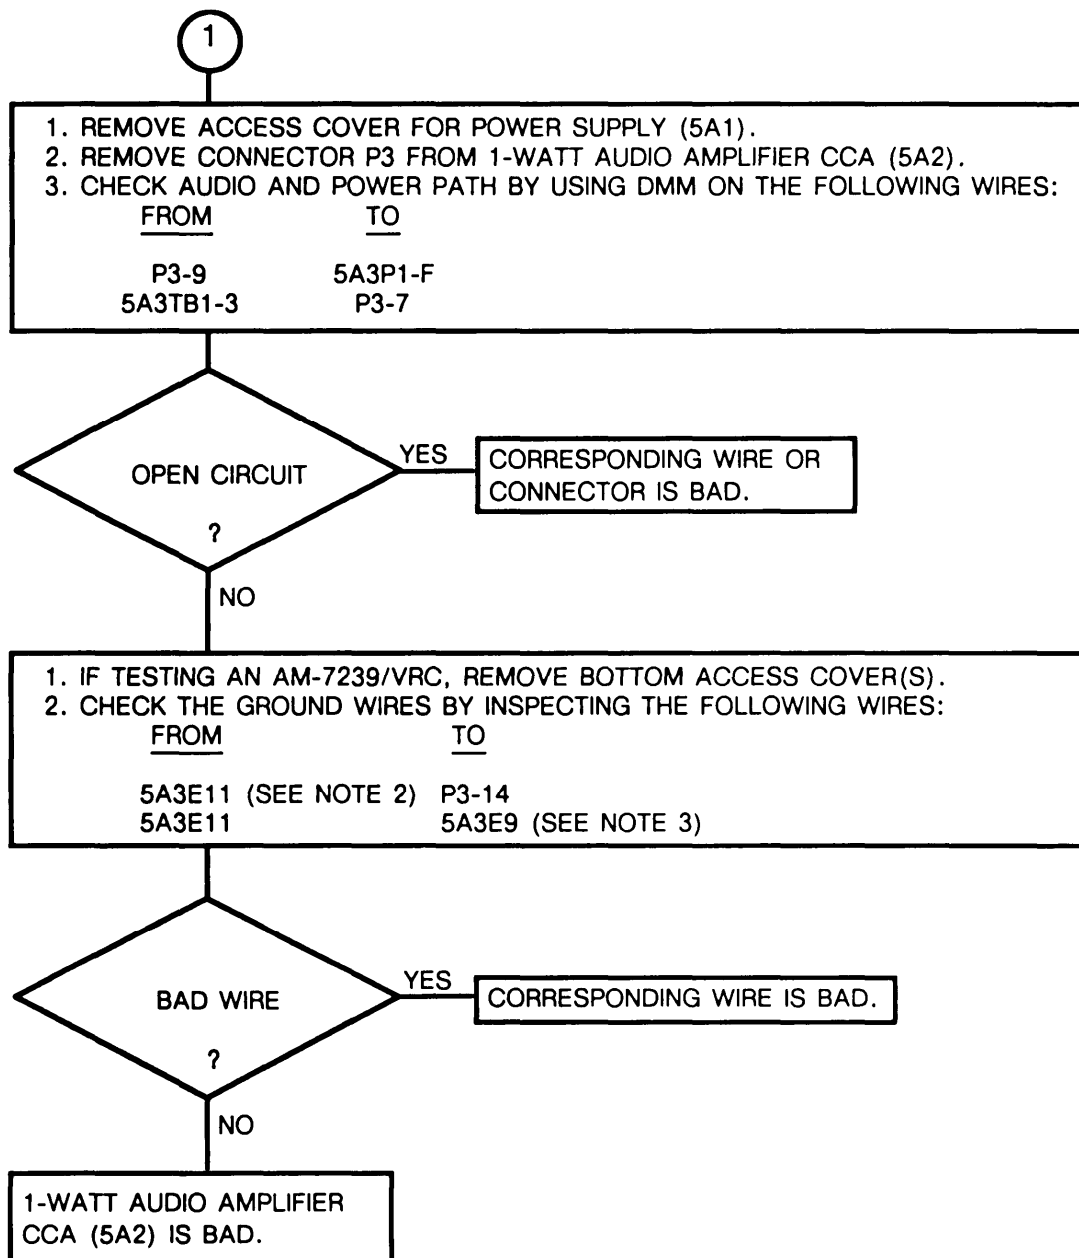 1
1. REMOVE ACCESS COVER FOR POWER SUPPLY (5A1).
2. REMOVE CONNECTOR P3 FROM 1-WATT AUDIO AMPLIFIER CCA (5A2).
3. CHECK AUDIO AND POWER PATH BY USING DMM ON THE FOLLOWING WIRES:
FROM TO
P3-9 5A3P1-F
5A3TB1-3 P3-7
OPEN CIRCUIT
?
YES
CORRESPONDING WIRE OR
CONNECTOR IS BAD.
NO
1. IF TESTING AN AM-7239/VRC, REMOVE BOTTOM ACCESS COVER(S).
2. CHECK THE GROUND WIRES BY INSPECTING THE FOLLOWING WIRES:
FROM TO
5A3E11 (SEE NOTE 2) P3-14
5A3E11 5A3E9 (SEE NOTE 3)
BAD WIRE
?
YES
CORRESPONDING WIRE IS BAD.
NO
1-WATT AUDIO AMPLIFIER
CCA (5A2) IS BAD.